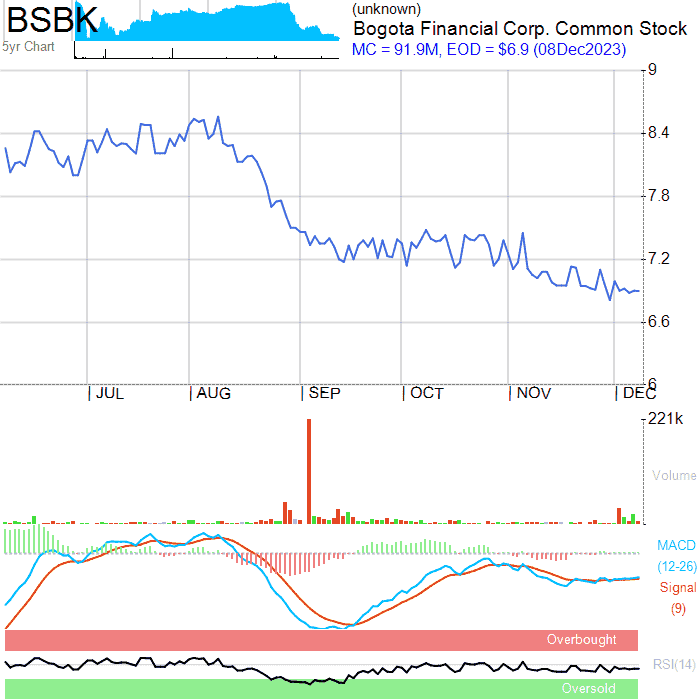 BSBK
5yr Chart
(unknown)
Bogota Financial Corp. Common Stock
MC = 91.9M, EOD = $6.9 (08Dec2023)
9
8.4
7.8
7.2
6.6
6
JUL AUG SEP OCT NOV DEC
221k
Volume
MACD
(12-26)
Signal
(9)
Overbought
RSI(14)
Oversold